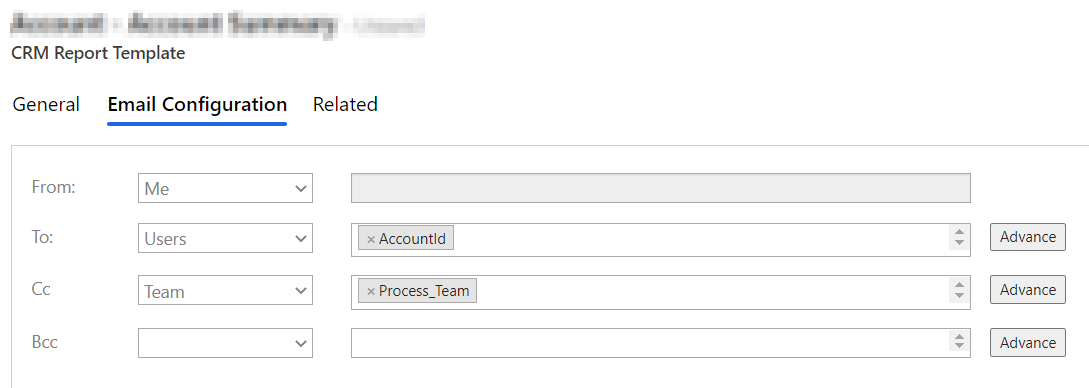 CRM Report Template
General Email Configuration Related
From: Me
To: Users × AccountId Advance
Cc Team × Process_Team Advance
Bcc Advance